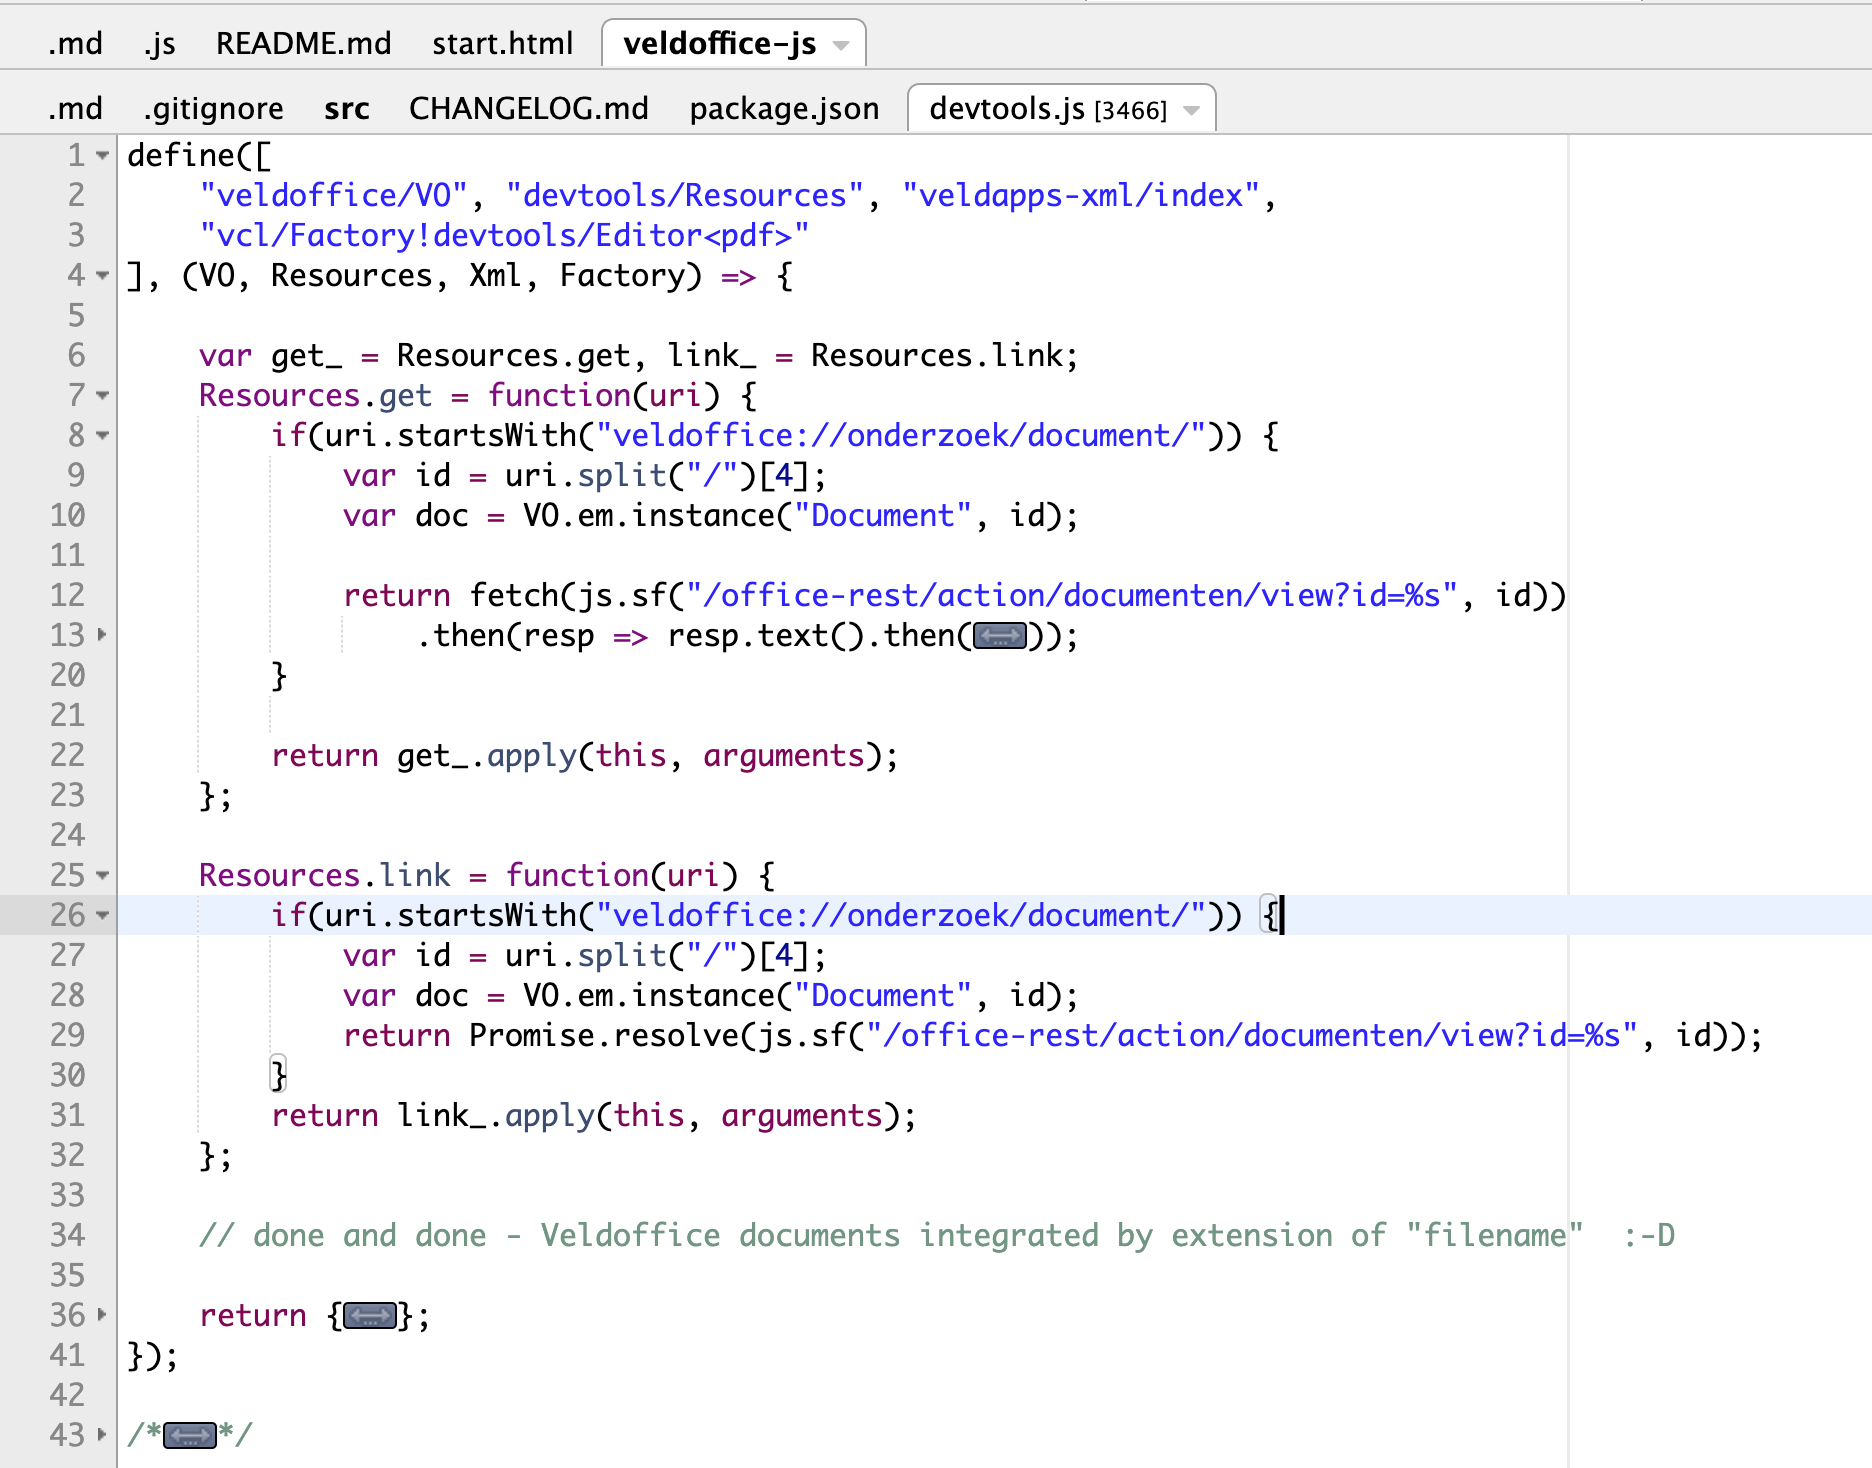 .md .js README.md start.html veldoffice-js
.md .gitignore src CHANGELOG.md package.json devtools.js [3466]
1 define([
2     "veldoffice/VO", "devtools/Resources", "veldapps-xml/index",
3     "vcl/Factory!devtools/Editor<pdf>"
4 ], (VO, Resources, Xml, Factory) => {
5
6     var get_ = Resources.get, link_ = Resources.link;
7     Resources.get = function(uri) {
8         if(uri.startsWith("veldoffice://onderzoek/document/")) {
9             var id = uri.split("/")[4];
10             var doc = VO.em.instance("Document", id);
11
12             return fetch(js.sf("/office-rest/action/documenten/view?id=%s", id))
13                 .then(resp => resp.text().then());
20         }
21
22         return get_.apply(this, arguments);
23     };
24
25     Resources.link = function(uri) {
26         if(uri.startsWith("veldoffice://onderzoek/document/")) {
27             var id = uri.split("/")[4];
28             var doc = VO.em.instance("Document", id);
29             return Promise.resolve(js.sf("/office-rest/action/documenten/view?id=%s", id));
30         }
31         return link_.apply(this, arguments);
32     };
33
34     // done and done - Veldoffice documents integrated by extension of "filename"  :-D
35
36     return {};
41 });
42
43 /**/